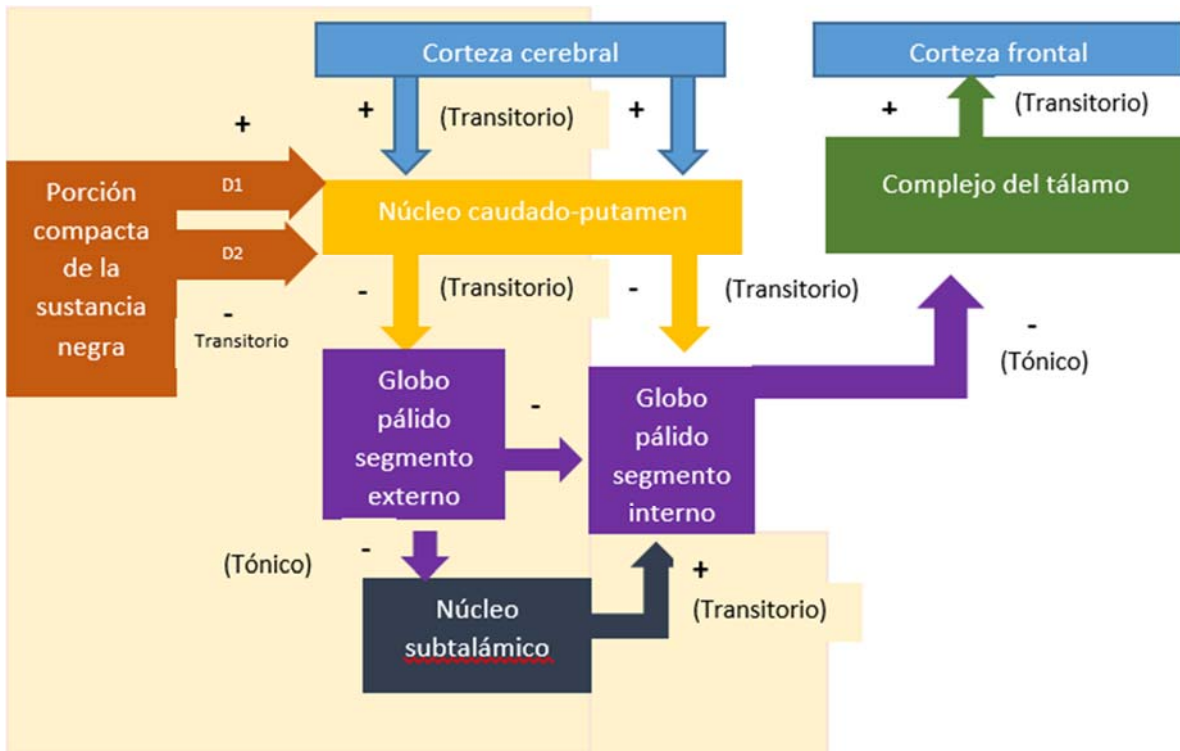 Corteza cerebral
Corteza frontal
+
+
(Transitorio)
+
+
(Transitorio)
Porción
compacta
de la
sustancia
negra
D1
D2
-
Transitorio
Núcleo caudado-putamen
Complejo del tálamo
-
(Transitorio)
-
(Transitorio)
-
(Tónico)
Globo
pálido
segmento
externo
-
Globo
pálido
segmento
interno
(Tónico)
-
+
(Transitorio)
Núcleo
subtalámico